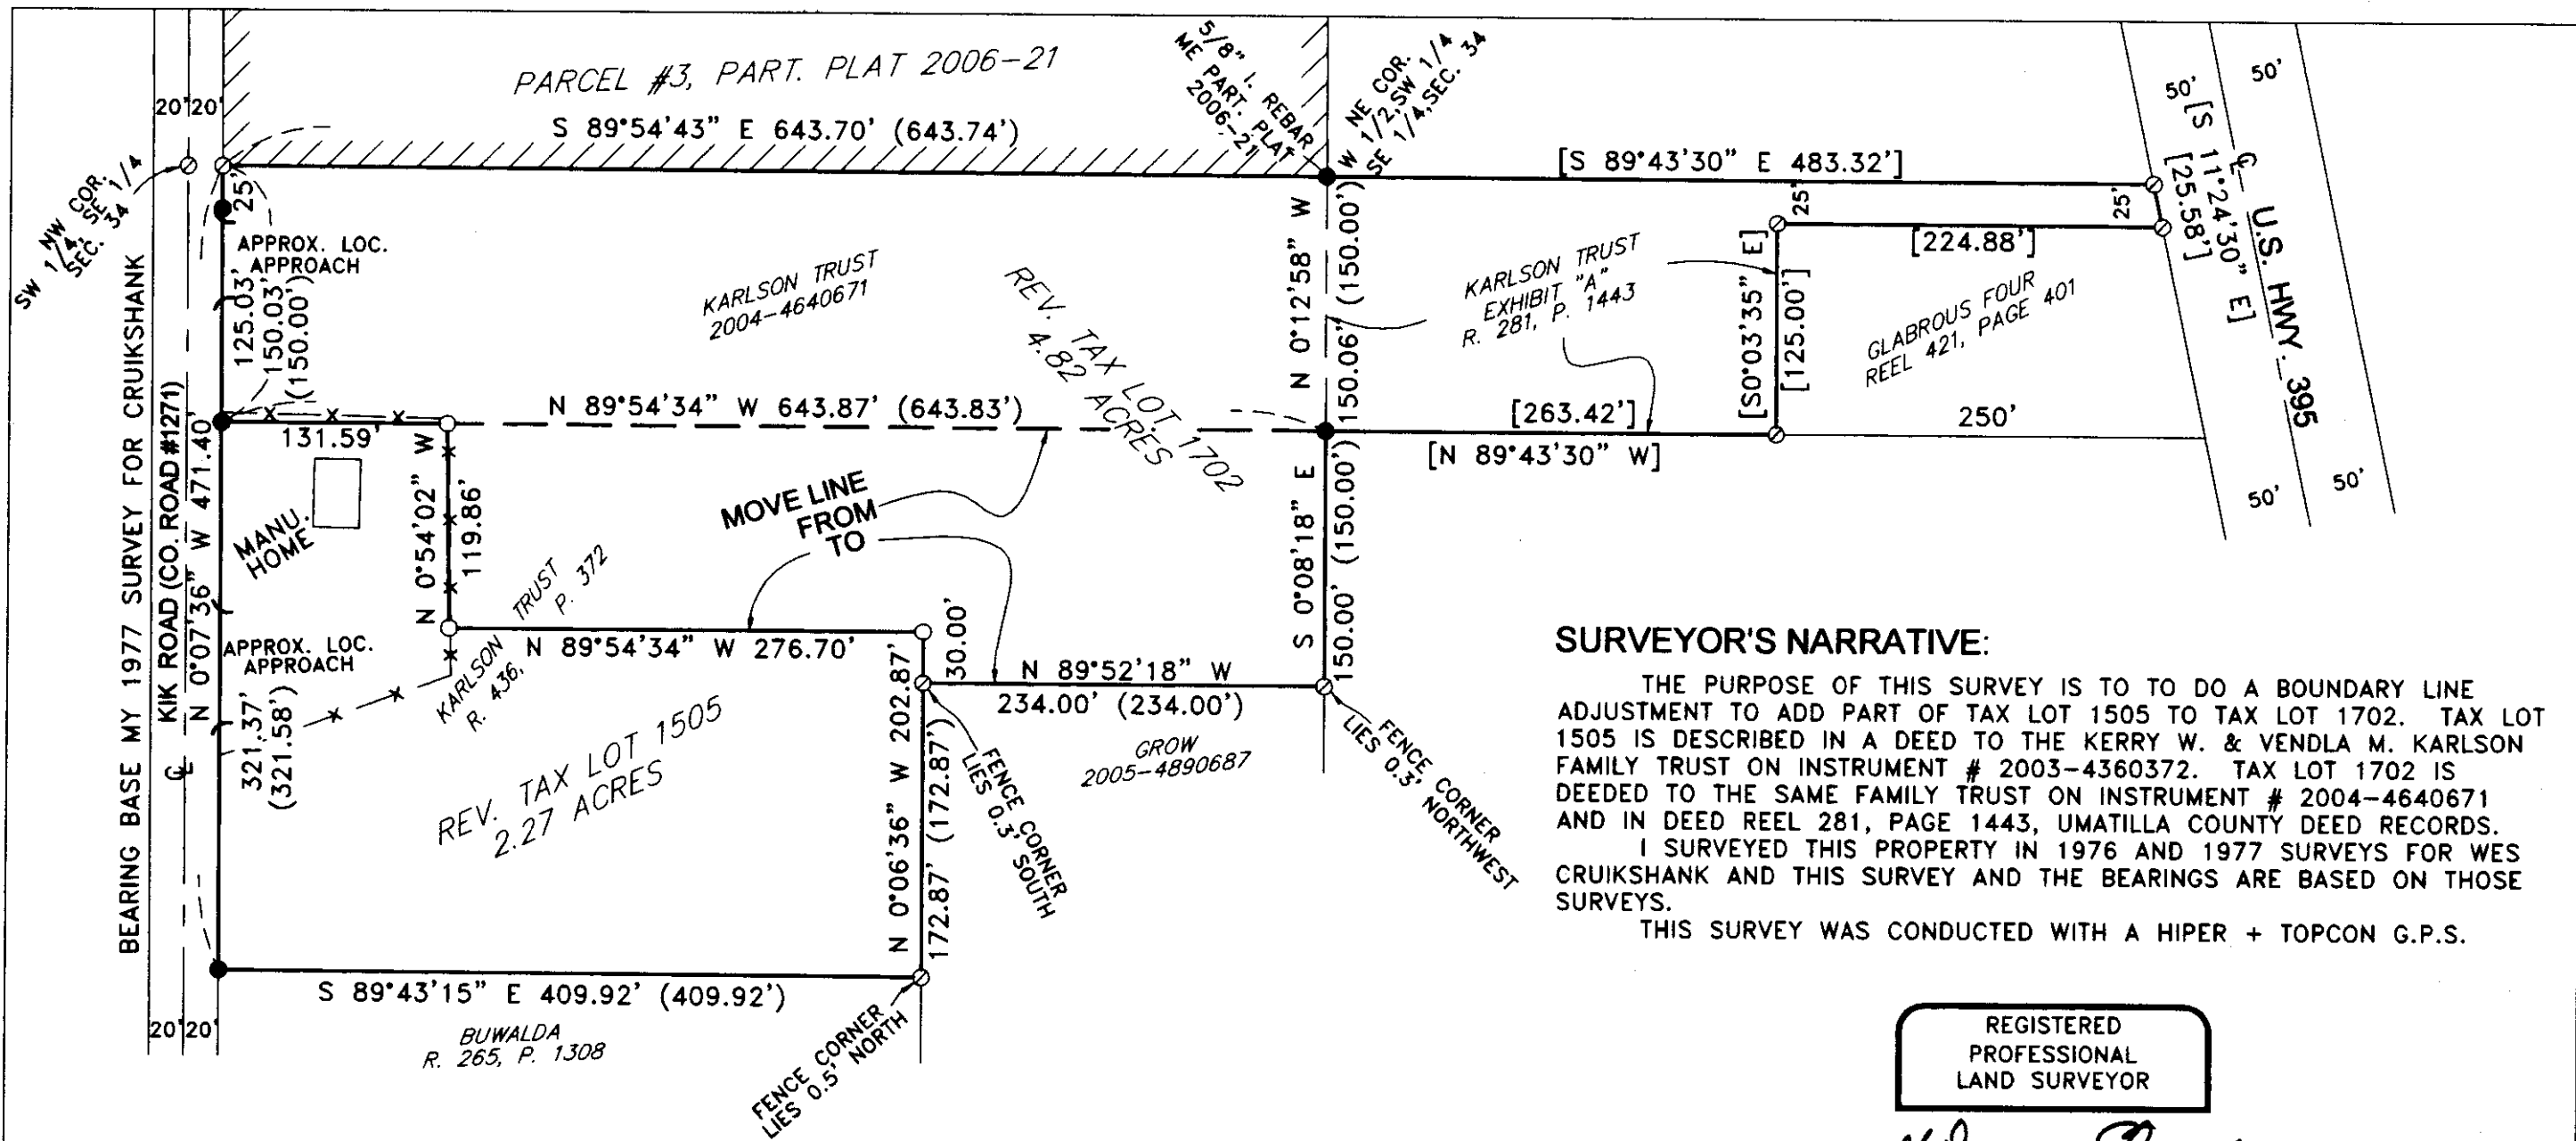 PARCEL #3, PART. PLAT 2006-21
S 89°54'43" E 643.70' (643.74')
20' 20'
NW COR.
SW 1/4, SE 1/4
SEC. 34
5/8" I. REBAR
ME PART. PLAT
2006-21
NE COR.
W 1/2, SW 1/4
SE 1/4, SEC. 34
[S 89°43'30" E 483.32']
25'
25'
[224.88']
50'
50'
[S 11°24'30" E]
[25.58']
℄ U.S. HWY. 395
50'
50'
25'
APPROX. LOC.
APPROACH
125.03'
150.03'
(150.00')
KARLSON TRUST
2004-4640671
REV. TAX LOT 1702
4.82 ACRES
N 0°12'58" W
150.06' (150.00')
KARLSON TRUST
EXHIBIT "A"
R. 281, P. 1443
[S0°03'35" E]
[125.00']
GLABROUS FOUR
REEL 421, PAGE 401
[263.42']
[N 89°43'30" W]
250'
BEARING BASE MY 1977 SURVEY FOR CRUIKSHANK
KIK ROAD (CO. ROAD #1271)
N 0°07'36" W 471.40'
℄
N 89°54'34" W 643.87' (643.83')
131.59'
MANU.
HOME
N 0°54'02" W
119.86'
MOVE LINE
FROM
TO
S 0°08'18" E
150.00' (150.00')
APPROX. LOC.
APPROACH
KARLSON TRUST
R. 436, P. 372
N 89°54'34" W 276.70'
30.00'
N 89°52'18" W
234.00' (234.00')
321.37'
(321.58')
REV. TAX LOT 1505
2.27 ACRES
N 0°06'36" W 202.87'
172.87' (172.87')
FENCE CORNER
LIES 0.3' SOUTH
GROW
2005-4890687
FENCE CORNER
LIES 0.3' NORTHWEST
S 89°43'15" E 409.92' (409.92')
20' 20'
BUWALDA
R. 265, P. 1308
FENCE CORNER
LIES 0.5' NORTH
SURVEYOR'S NARRATIVE:
THE PURPOSE OF THIS SURVEY IS TO TO DO A BOUNDARY LINE
ADJUSTMENT TO ADD PART OF TAX LOT 1505 TO TAX LOT 1702. TAX LOT
1505 IS DESCRIBED IN A DEED TO THE KERRY W. & VENDLA M. KARLSON
FAMILY TRUST ON INSTRUMENT # 2003-4360372. TAX LOT 1702 IS
DEEDED TO THE SAME FAMILY TRUST ON INSTRUMENT # 2004-4640671
AND IN DEED REEL 281, PAGE 1443, UMATILLA COUNTY DEED RECORDS.
I SURVEYED THIS PROPERTY IN 1976 AND 1977 SURVEYS FOR WES
CRUIKSHANK AND THIS SURVEY AND THE BEARINGS ARE BASED ON THOSE
SURVEYS.
THIS SURVEY WAS CONDUCTED WITH A HIPER + TOPCON G.P.S.
REGISTERED
PROFESSIONAL
LAND SURVEYOR